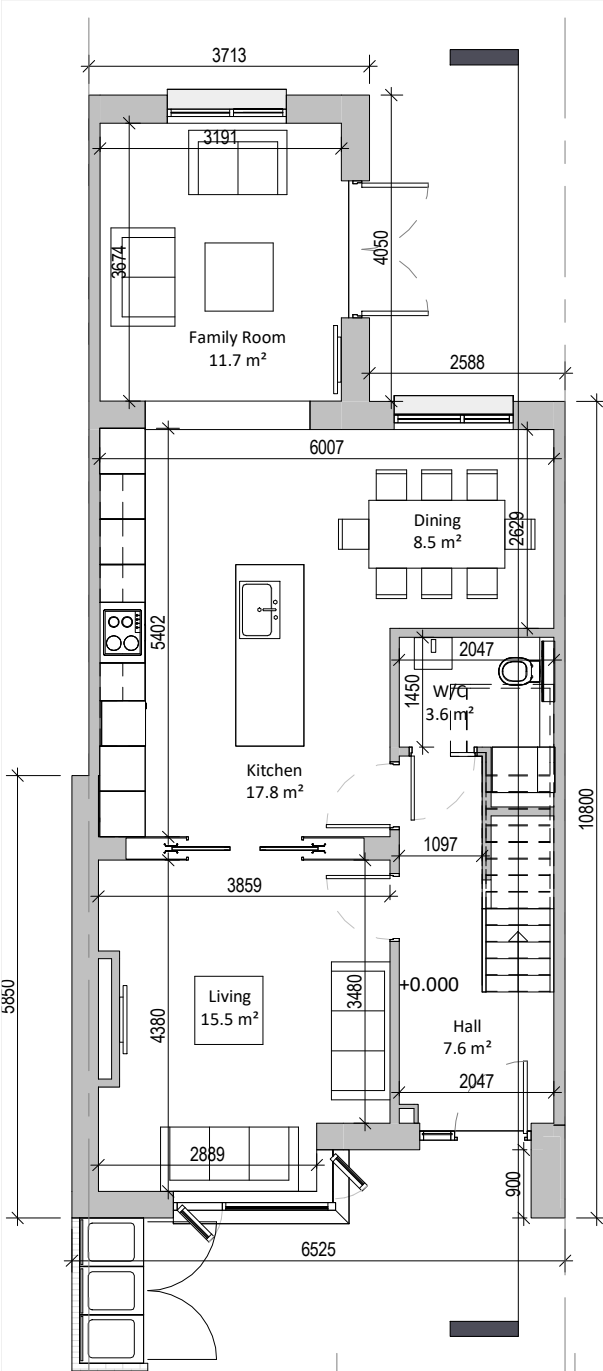 3713
3191
3674
4050
Family Room
11.7 m²
2588
6007
Dining
8.5 m²
2629
5402
2047
1450
W/C
3.6 m²
Kitchen
17.8 m²
10800
1097
3859
5850
4380
Living
15.5 m²
3480
+0.000
Hall
7.6 m²
2047
2889
900
6525